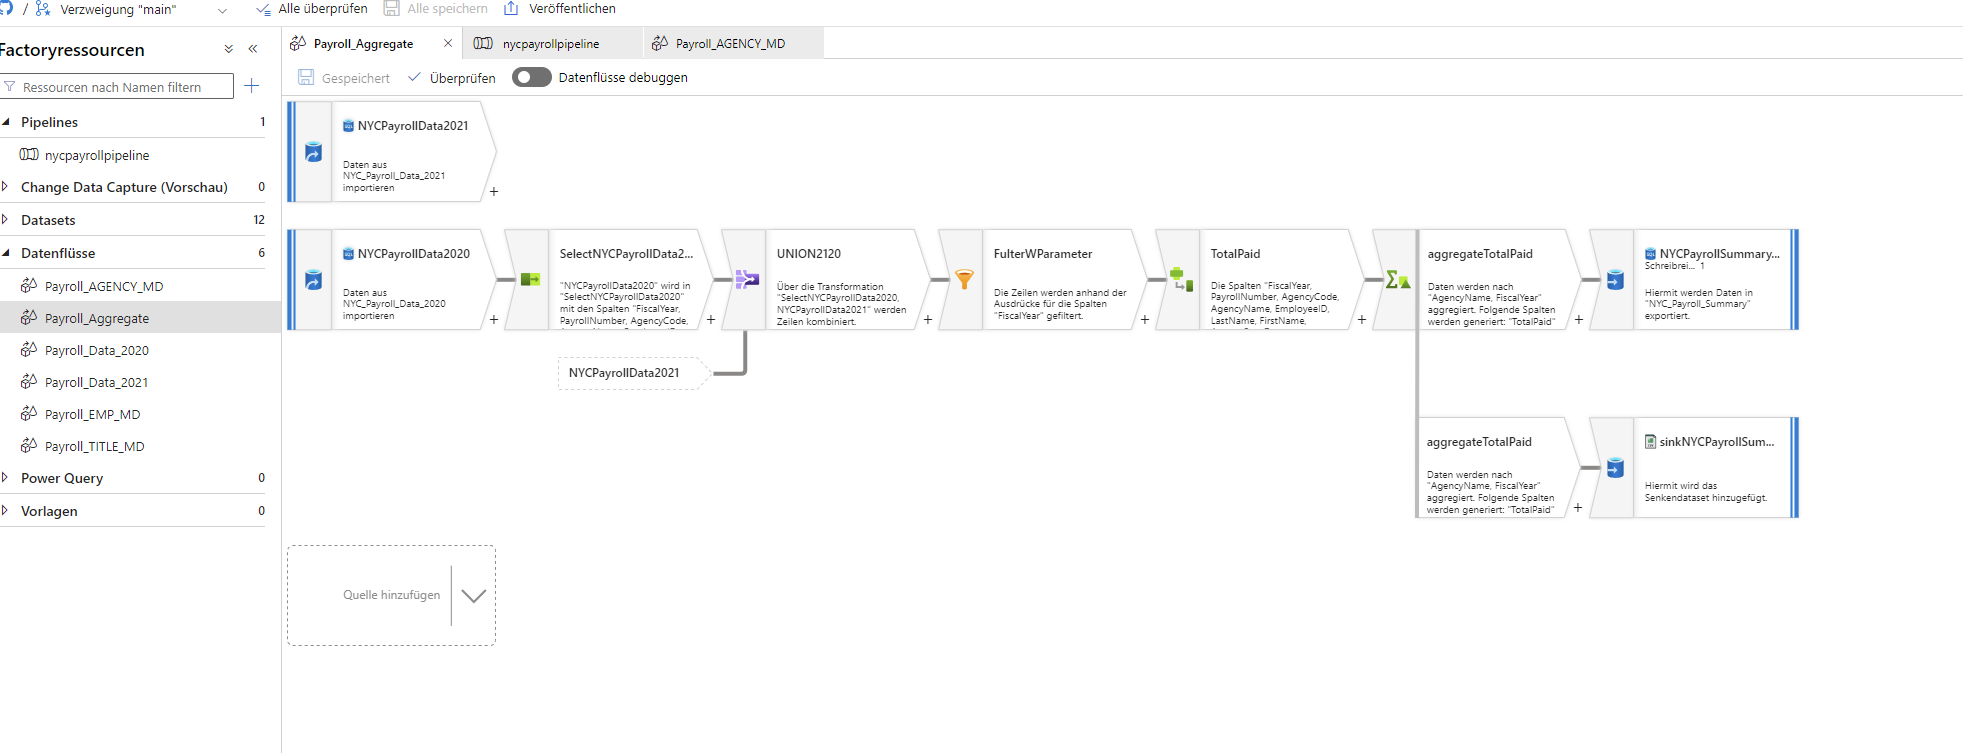 / Verzweigung "main"
Alle überprüfen
Alle speichern
Veröffentlichen
Factoryressourcen
Ressourcen nach Namen filtern
Pipelines 1
nycpayrollpipeline
Change Data Capture (Vorschau) 0
Datasets 12
Datenflüsse 6
Payroll_AGENCY_MD
Payroll_Aggregate
Payroll_Data_2020
Payroll_Data_2021
Payroll_EMP_MD
Payroll_TITLE_MD
Power Query 0
Vorlagen 0
Payroll_Aggregate
nycpayrollpipeline
Payroll_AGENCY_MD
Gespeichert
Überprüfen
Datenflüsse debuggen
NYCPayrollData2021
Daten aus
NYC_Payroll_Data_2021
importieren
+
NYCPayrollData2020
Daten aus
NYC_Payroll_Data_2020
importieren
+
SelectNYCPayrollData2...
"NYCPayrollData2020" wird in
"SelectNYCPayrollData2020"
mit den Spalten "FiscalYear,
PayrollNumber, AgencyCode,
+
UNION2120
Über die Transformation
"SelectNYCPayrollData2020,
NYCPayrollData2021" werden
Zeilen kombiniert.
+
NYCPayrollData2021
FulterWParameter
Die Zeilen werden anhand der
Ausdrücke für die Spalten
"FiscalYear" gefiltert.
+
TotalPaid
Die Spalten "FiscalYear,
PayrollNumber, AgencyCode,
AgencyName, EmployeeID,
LastName, FirstName,
+
aggregateTotalPaid
Daten werden nach
"AgencyName, FiscalYear"
aggregiert. Folgende Spalten
werden generiert: "TotalPaid"
+
NYCPayrollSummary...
Schreibrei... 1
Hiermit werden Daten in
"NYC_Payroll_Summary"
exportiert.
aggregateTotalPaid
Daten werden nach
"AgencyName, FiscalYear"
aggregiert. Folgende Spalten
werden generiert: "TotalPaid"
+
sinkNYCPayrollSum...
Hiermit wird das
Senkendataset hinzugefügt.
Quelle hinzufügen